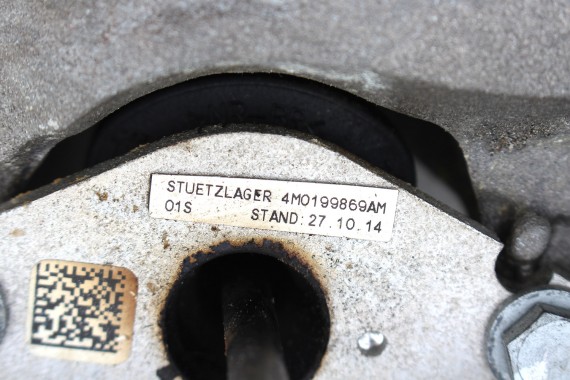 STUETZLAGER 4M0199869AM
01S STAND: 27.10.14